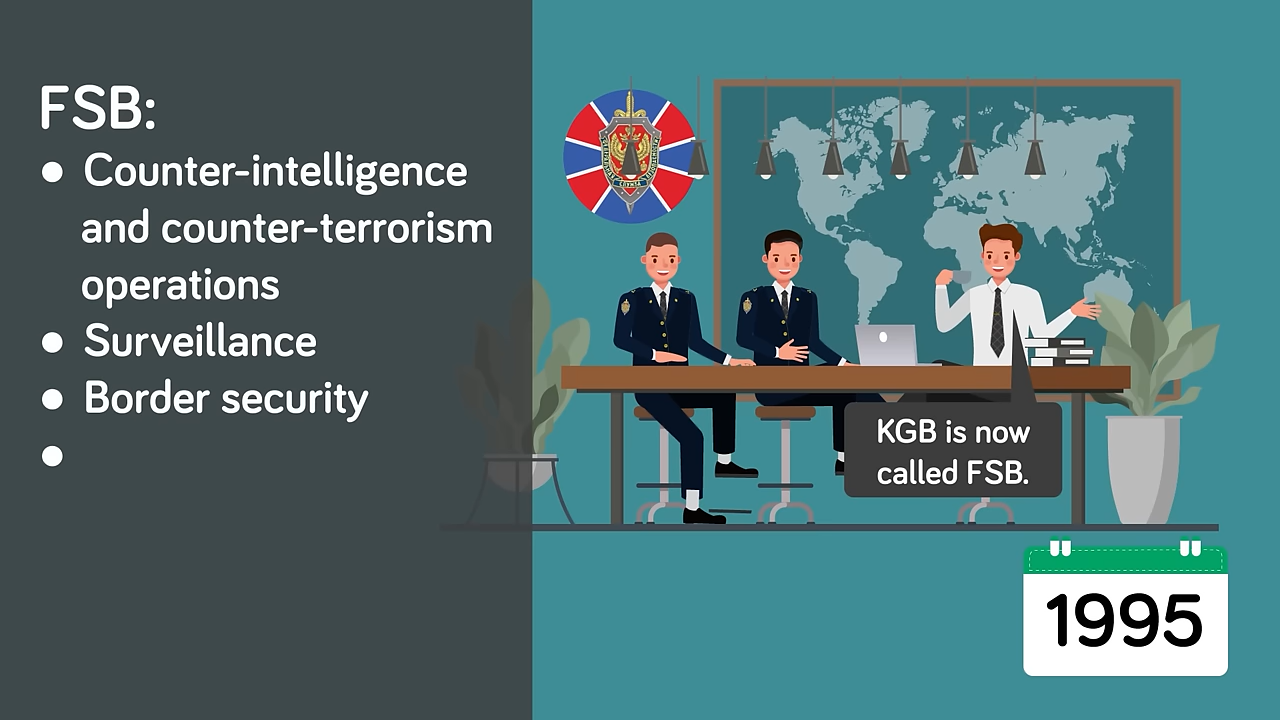 FSB:
● Counter-intelligence
and counter-terrorism
operations
● Surveillance
● Border security
●
KGB is now
called FSB.
1995